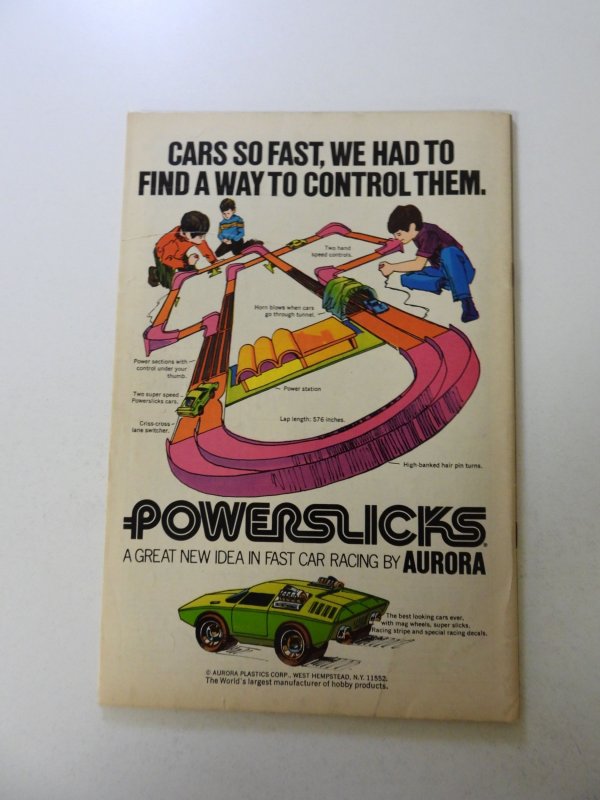 CARS SO FAST, WE HAD TO
FIND A WAY TO CONTROL THEM.
Two hand
speed controls.
Horn blows when cars
go through tunnel.
Power sections with
control under your
thumb.
Power station
Two super speed
Powerslicks cars.
Lap length: 576 inches.
Criss-cross
lane switcher.
High-banked hair pin turns.
POWERSLICKS
A GREAT NEW IDEA IN FAST CAR RACING BY AURORA
The best looking cars ever,
with mag wheels, super slicks,
Racing stripe and special racing decals.
© AURORA PLASTICS CORP., WEST HEMPSTEAD, N.Y. 11552.
The World's largest manufacturer of hobby products.